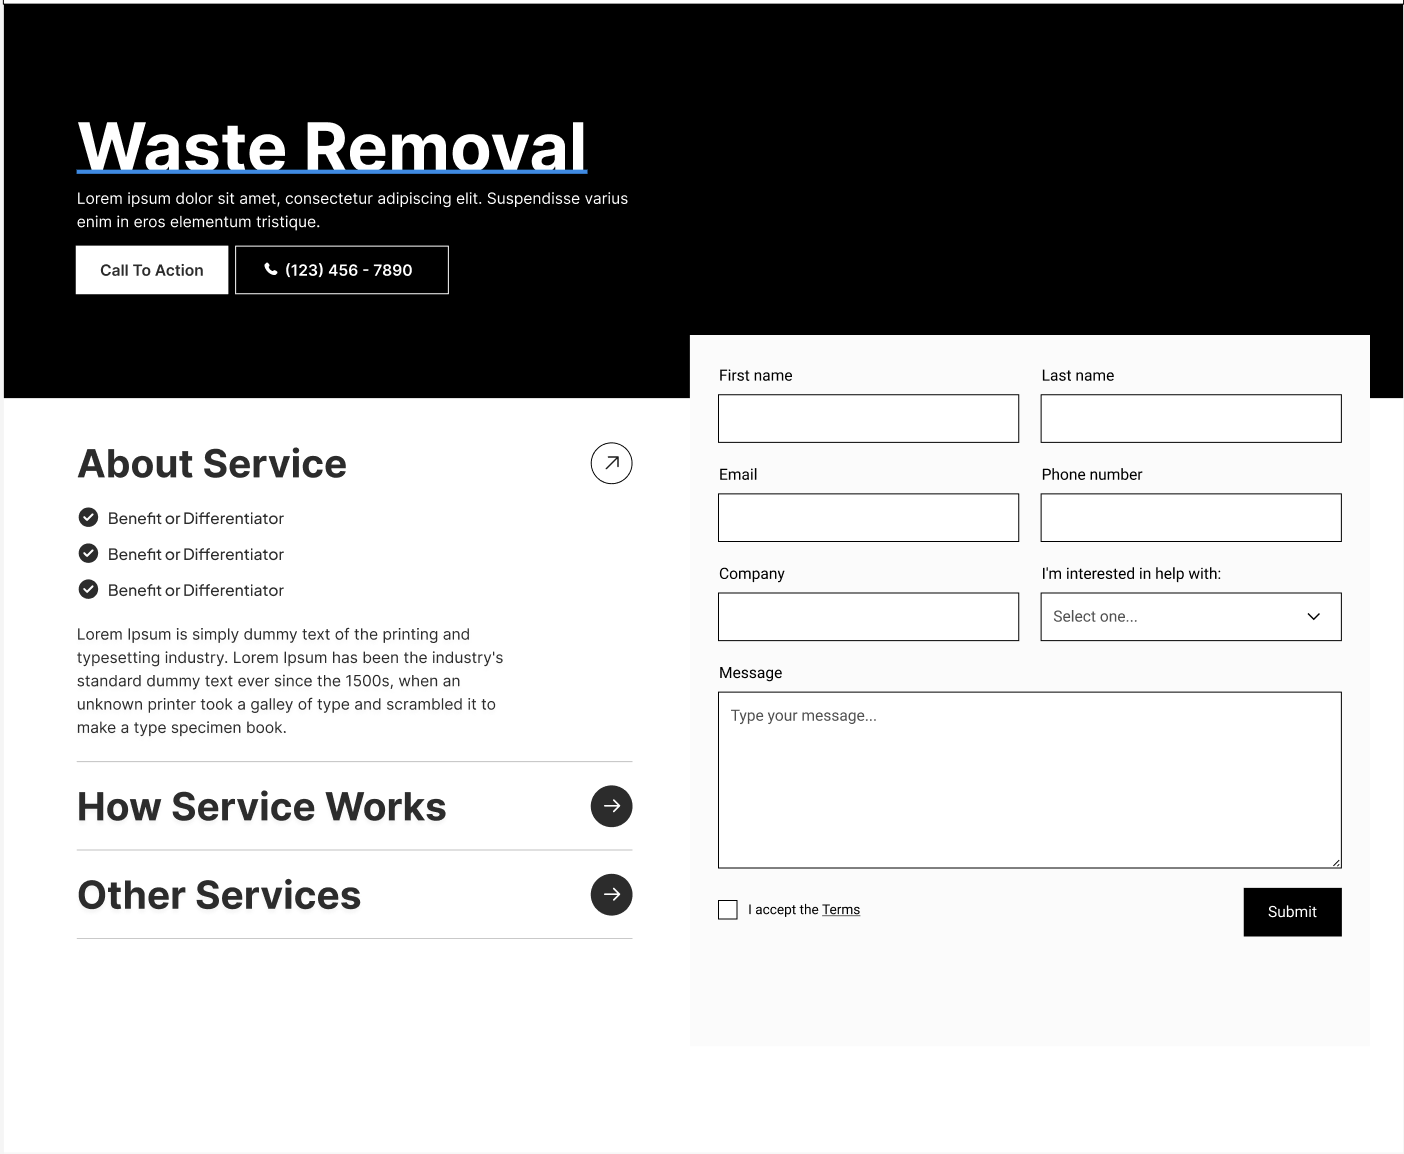 Waste Removal
Lorem ipsum dolor sit amet, consectetur adipiscing elit. Suspendisse varius
enim in eros elementum tristique.
Call To Action
(123) 456 - 7890
About Service
Benefit or Differentiator
Benefit or Differentiator
Benefit or Differentiator
Lorem Ipsum is simply dummy text of the printing and
typesetting industry. Lorem Ipsum has been the industry's
standard dummy text ever since the 1500s, when an
unknown printer took a galley of type and scrambled it to
make a type specimen book.
How Service Works
Other Services
First name
Last name
Email
Phone number
Company
I'm interested in help with:
Select one...
Message
Type your message...
I accept the Terms
Submit